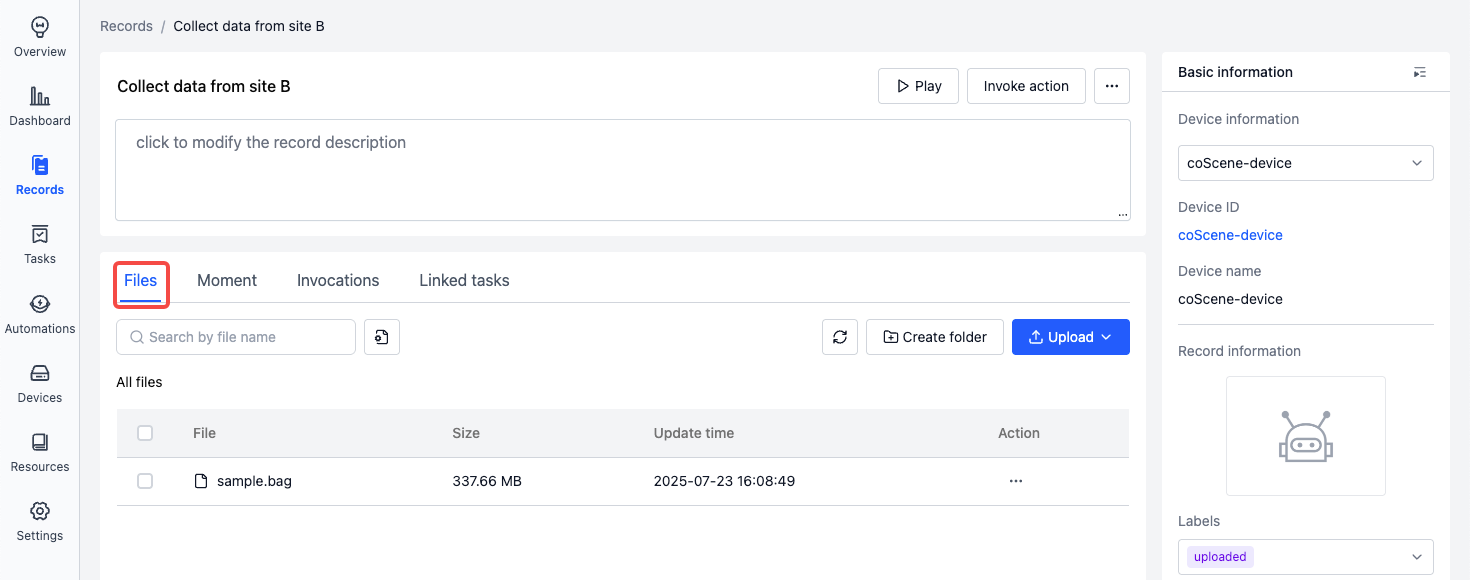 Overview
Dashboard
Records
Tasks
Automations
Devices
Resources
Settings
Records / Collect data from site B
Collect data from site B
Play
Invoke action
...
click to modify the record description
...
Files
Moment
Invocations
Linked tasks
Search by file name
Create folder
Upload
All files
File Size Update time Action
sample.bag 337.66 MB 2025-07-23 16:08:49 ...
Basic information
Device information
coScene-device
Device ID
coScene-device
Device name
coScene-device
Record information
Labels
uploaded